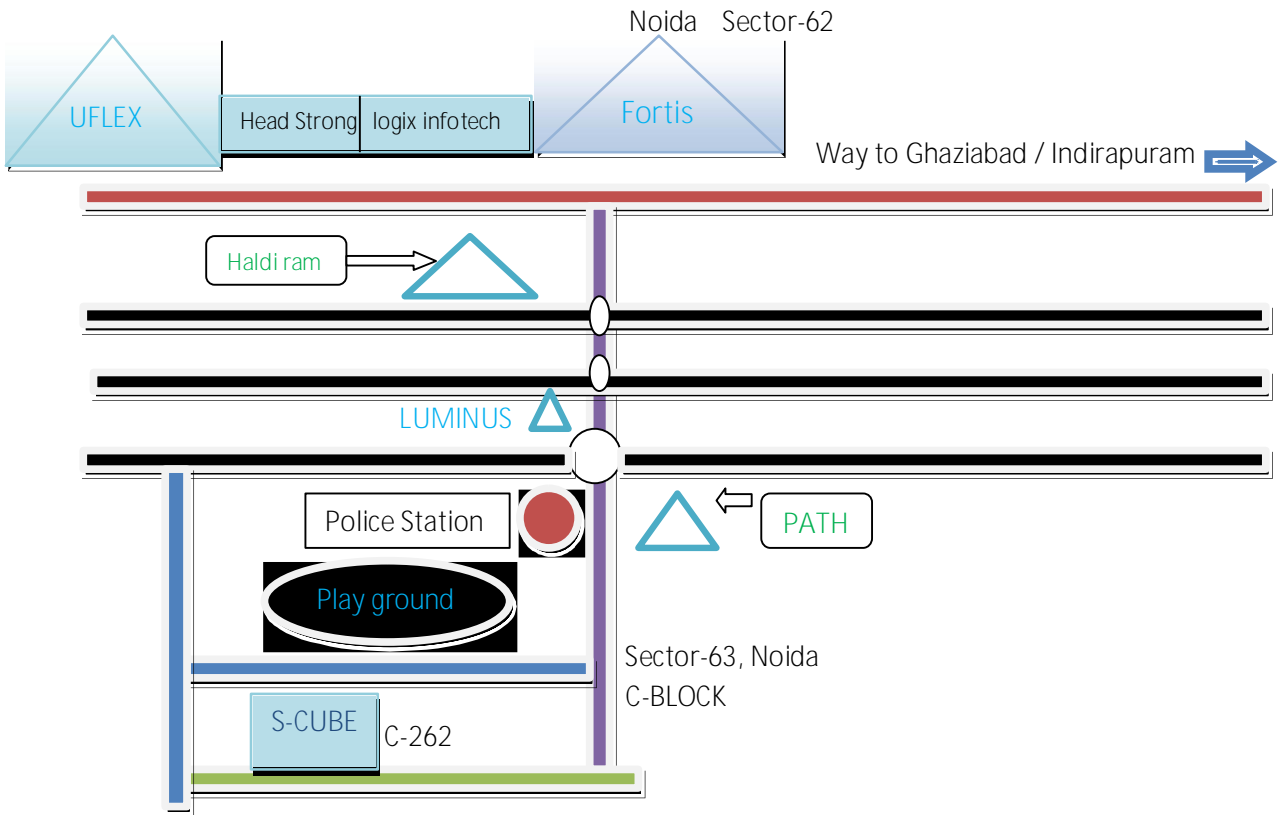 Noida Sector-62
UFLEX
Head Strong
logix infotech
Fortis
Way to Ghaziabad / Indirapuram
Haldi ram
LUMINUS
Police Station
PATH
Play ground
Sector-63, Noida
C-BLOCK
S-CUBE
C-262